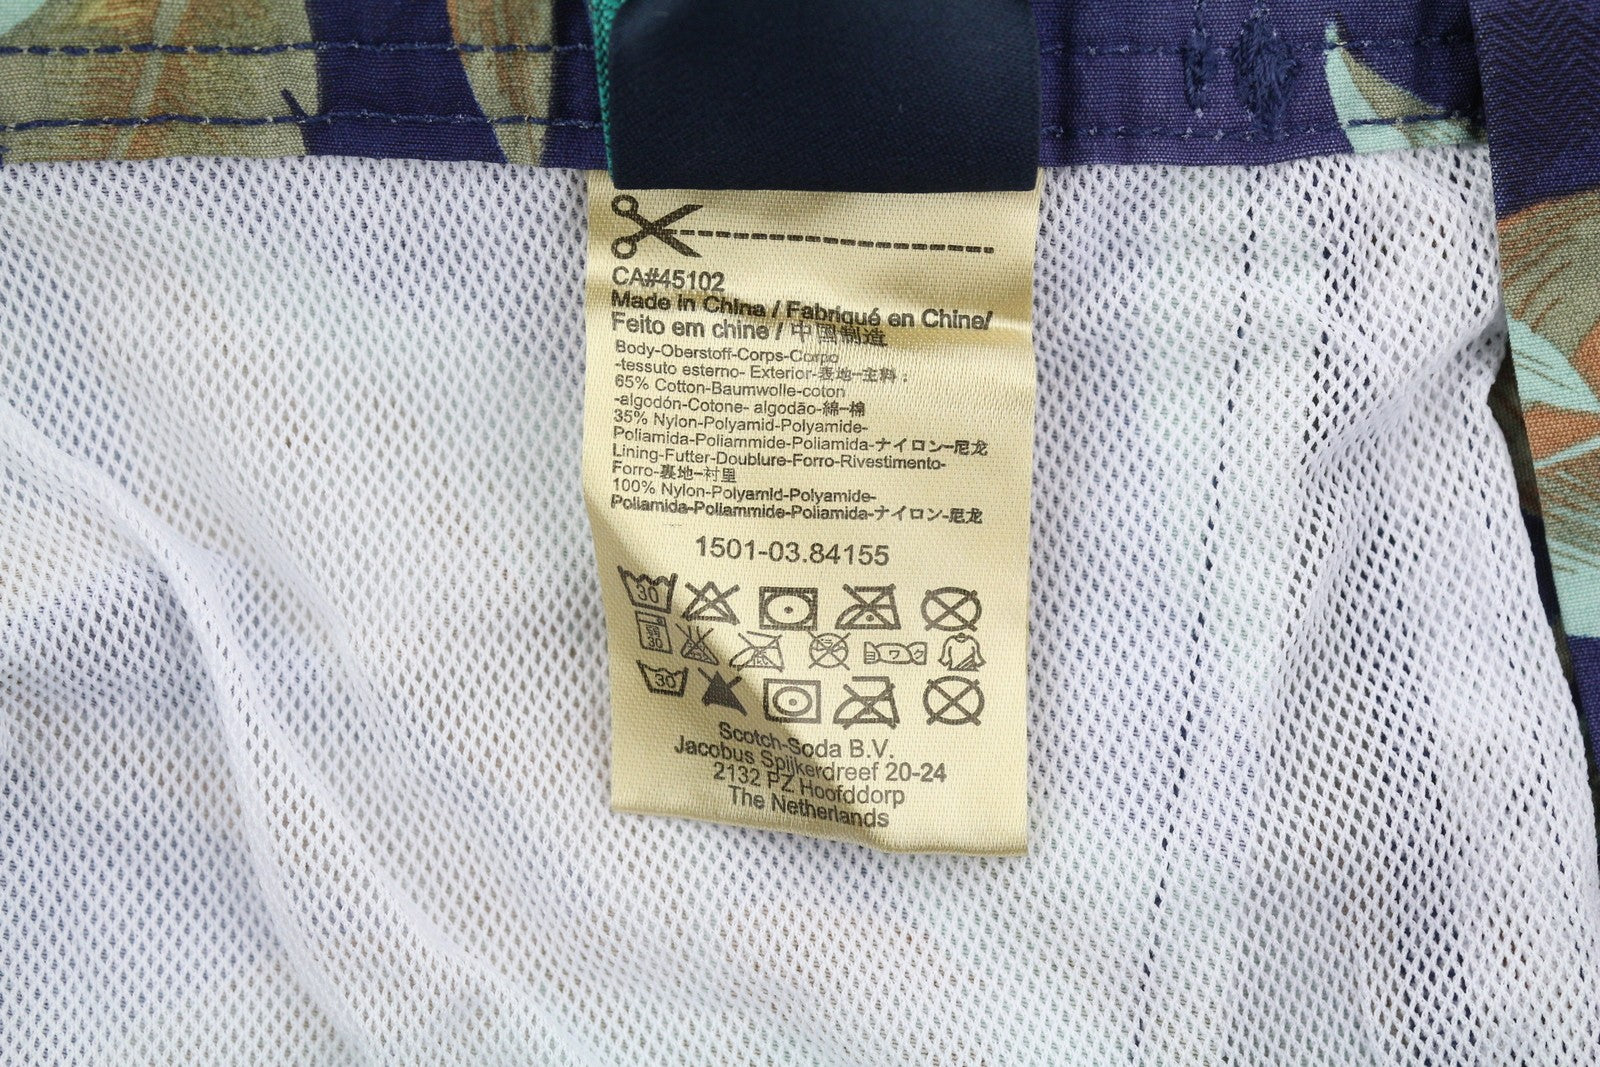 CA#45102
Made in China / Fabriqué en Chine/
Feito em chine / 中国制造
Body-Oberstoff-Corps-Corpo
-tessuto esterno- Exterior-表地-主料 :
65% Cotton-Baumwolle-coton
-algodón-Cotone- algodão-綿-棉
35% Nylon-Polyamid-Polyamide-
Poliamida-Poliammide-Poliamida-ナイロン-尼龙
Lining-Futter-Doublure-Forro-Rivestimento-
Forro-裏地-衬里
100% Nylon-Polyamid-Polyamide-
Poliamida-Poliammide-Poliamida-ナイロン-尼龙
1501-03.84155
30
30
30
Scotch-Soda B.V.
Jacobus Spijkerdreef 20-24
2132 PZ Hoofddorp
The Netherlands